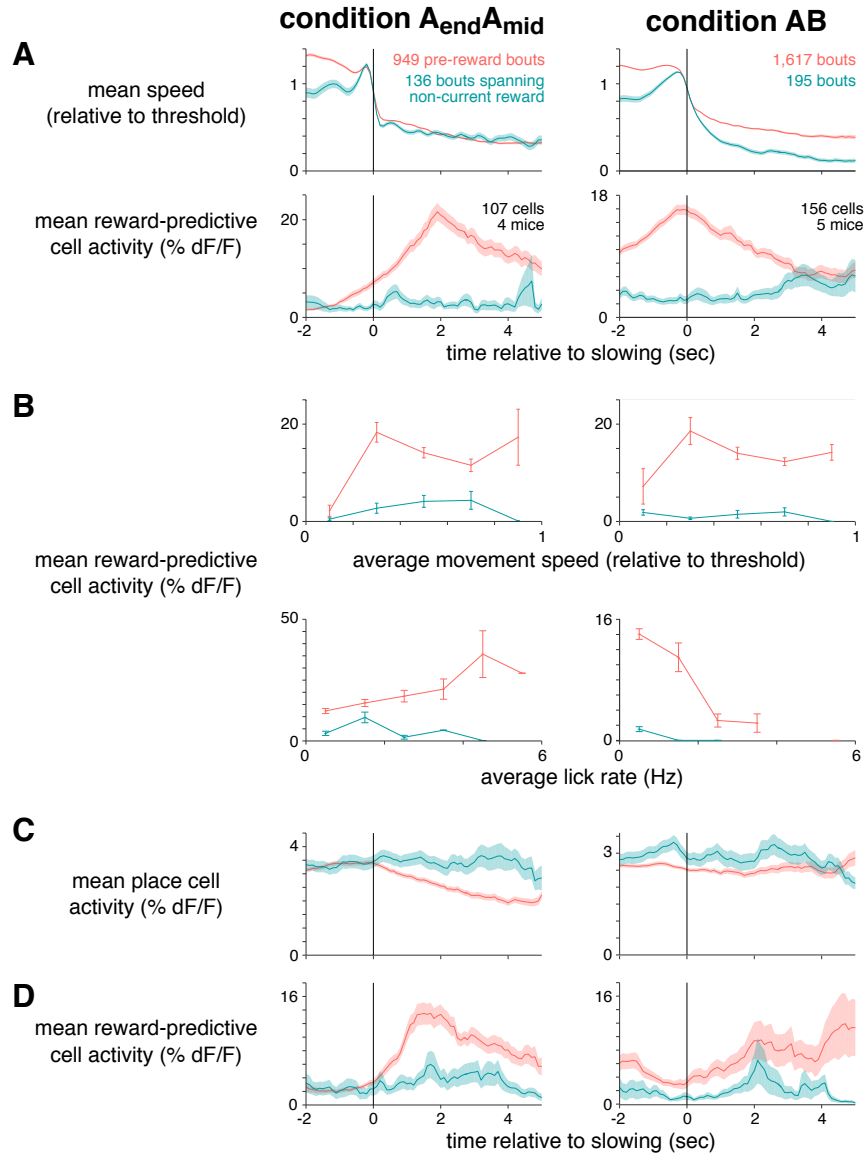 condition AendAmid
condition AB
A
mean speed
(relative to threshold)
949 pre-reward bouts
136 bouts spanning
non-current reward
1,617 bouts
195 bouts
1
0
1
0
mean reward-predictive
cell activity (% dF/F)
107 cells
4 mice
156 cells
5 mice
20
0
18
0
-2 0 2 4
-2 0 2 4
time relative to slowing (sec)
B
20
0
20
0
0 1
0 1
average movement speed (relative to threshold)
mean reward-predictive
cell activity (% dF/F)
50
0
16
0
0 6
0 6
average lick rate (Hz)
C
mean place cell
activity (% dF/F)
4
0
3
0
D
mean reward-predictive
cell activity (% dF/F)
16
8
0
16
8
0
-2 0 2 4
-2 0 2 4
time relative to slowing (sec)